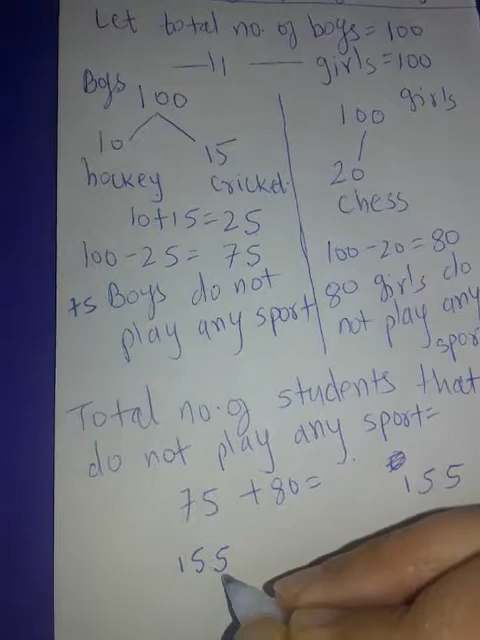 Let total no. of boys = 100
—11— girls = 100
Boys
100
10
15
hockey cricket
10+15=25
100-25= 75
75 Boys do not
play any sport
girls
100
20
chess
100-20=80
80 girls do
not play any
spor
Total no. of students that
do not play any sport=
75 +80= 155
155